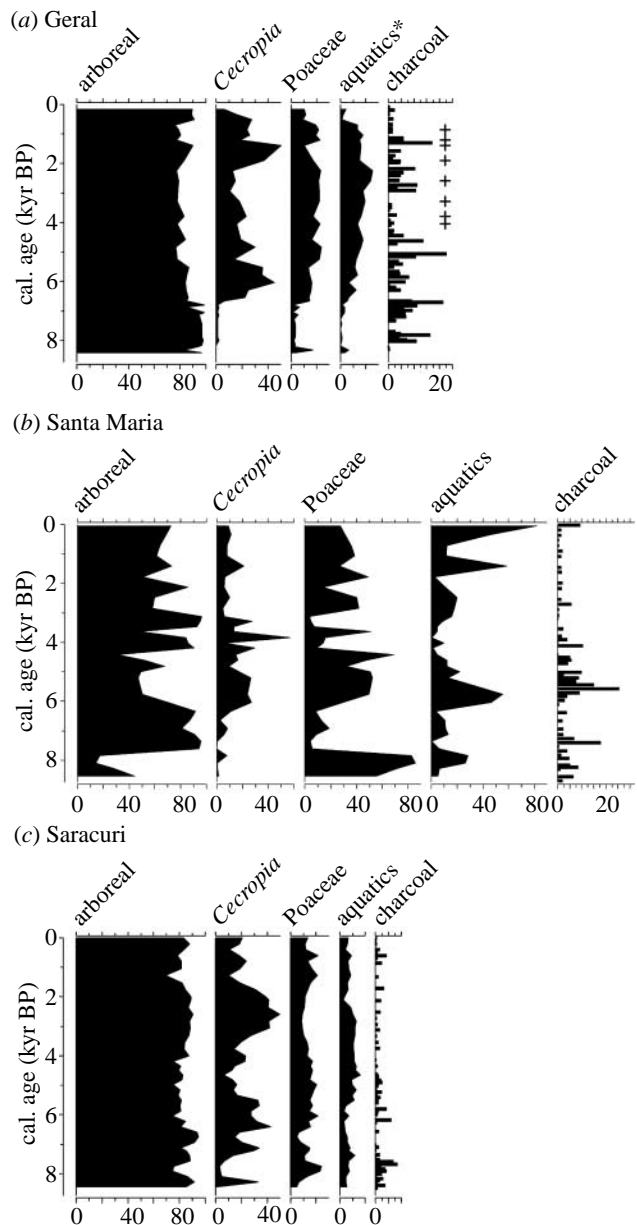 (a) Geral
arboreal Cecropia Poaceae aquatics* charcoal
cal. age (kyr BP)
0
2
4
6
8
0 40 80 0 40 0 0 0 20
(b) Santa Maria
arboreal Cecropia Poaceae aquatics charcoal
cal. age (kyr BP)
0
2
4
6
8
0 40 80 0 40 0 40 80 0 40 80 0 20
(c) Saracuri
arboreal Cecropia Poaceae aquatics charcoal
cal. age (kyr BP)
0
2
4
6
8
0 40 80 0 40 0 0 0